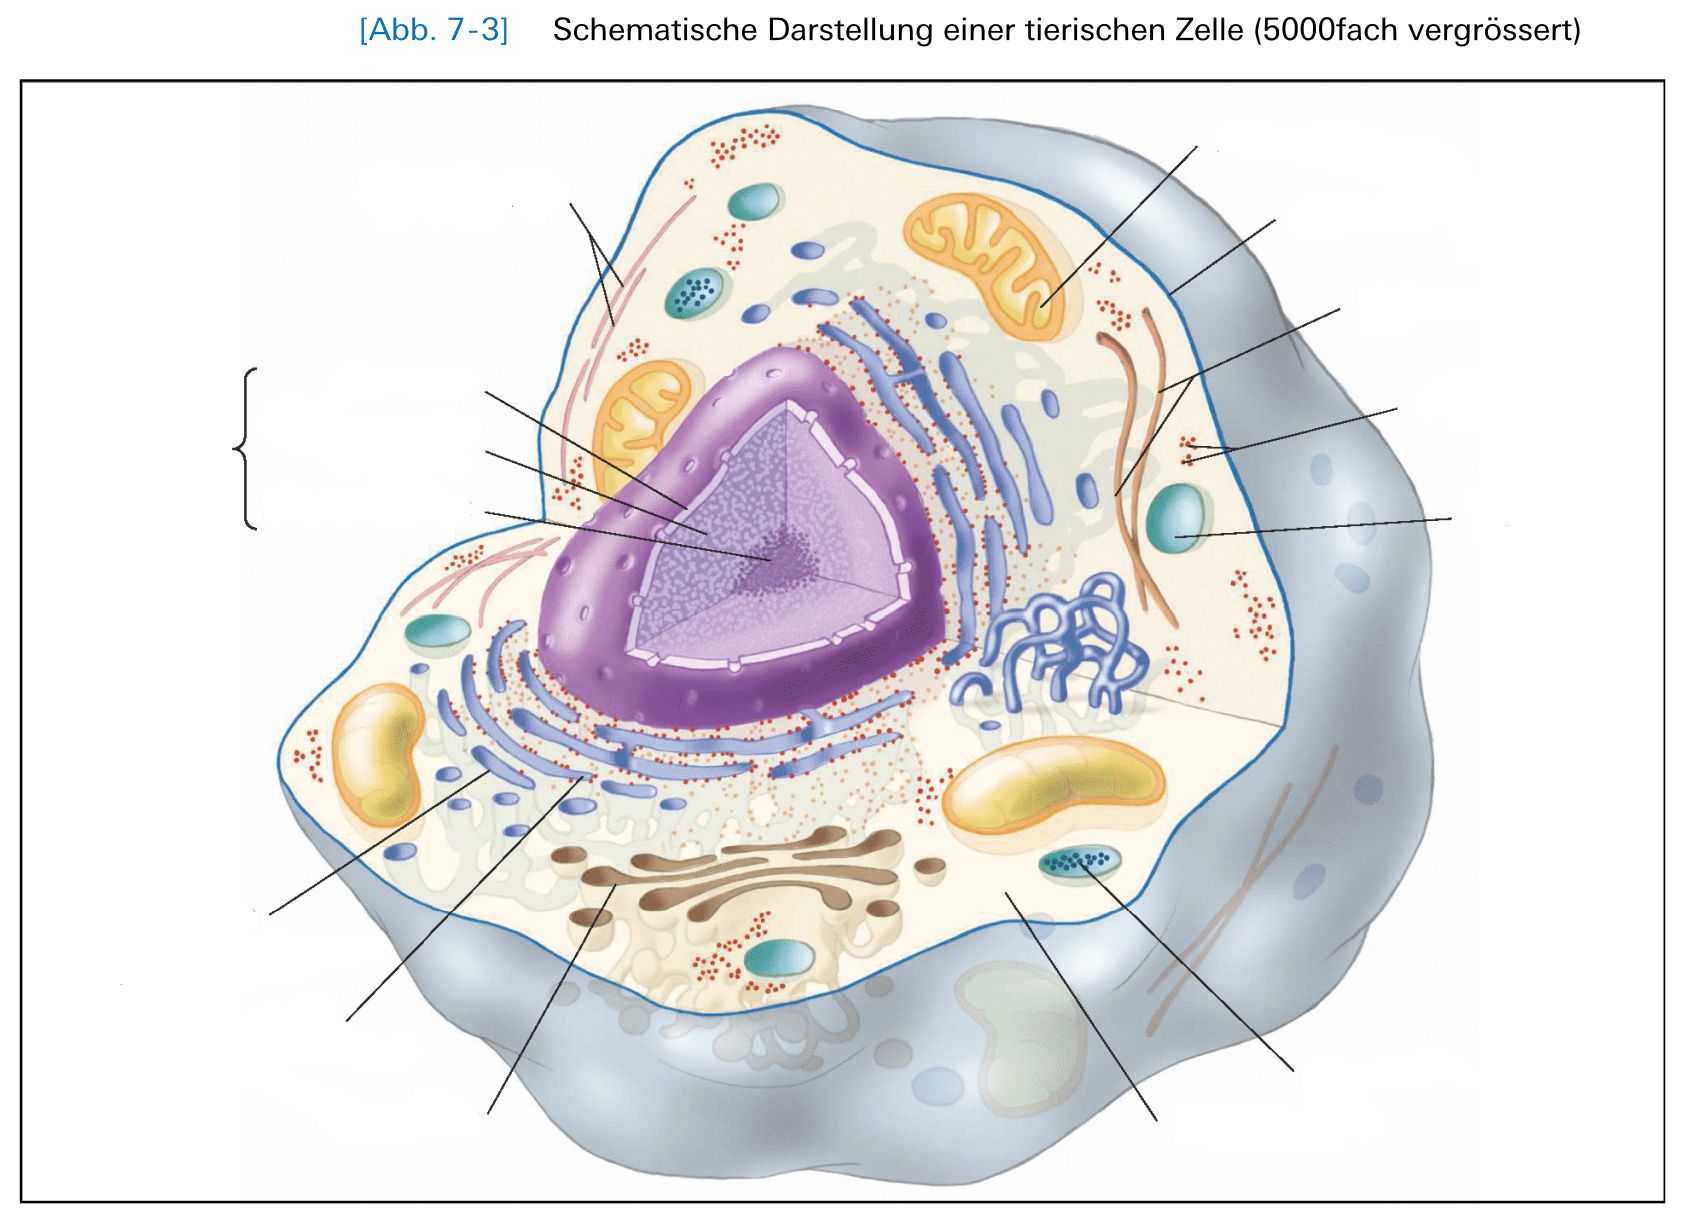 [Abb. 7-3] Schematische Darstellung einer tierischen Zelle (5000fach vergrössert)